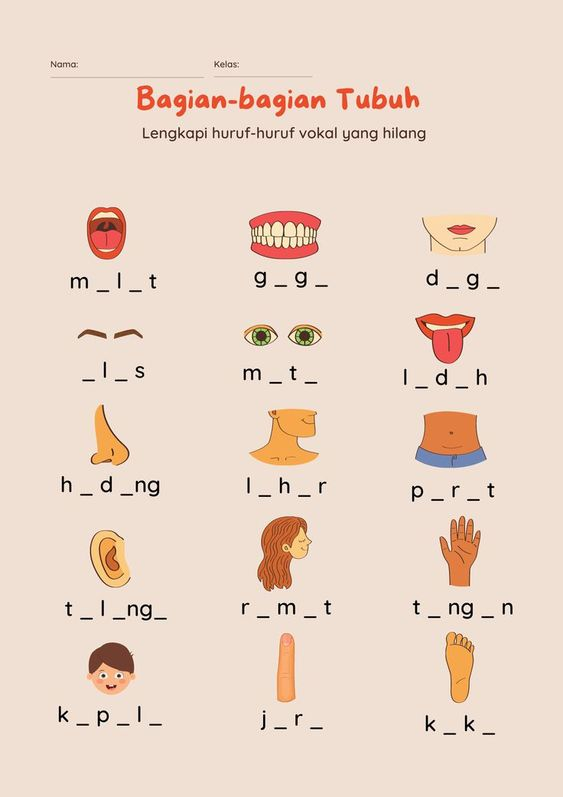 Nama: Kelas:
Bagian-bagian Tubuh
Lengkapi huruf-huruf vokal yang hilang
m _ l _ t g _ g _ d _ g _
_ l _ s m _ t _ l _ d _ h
h _ d _ng l _ h _ r p _ r _ t
t _ l _ng_ r _ m _ t t _ ng _ n
k _ p _ l _ j _ r _ k _ k _